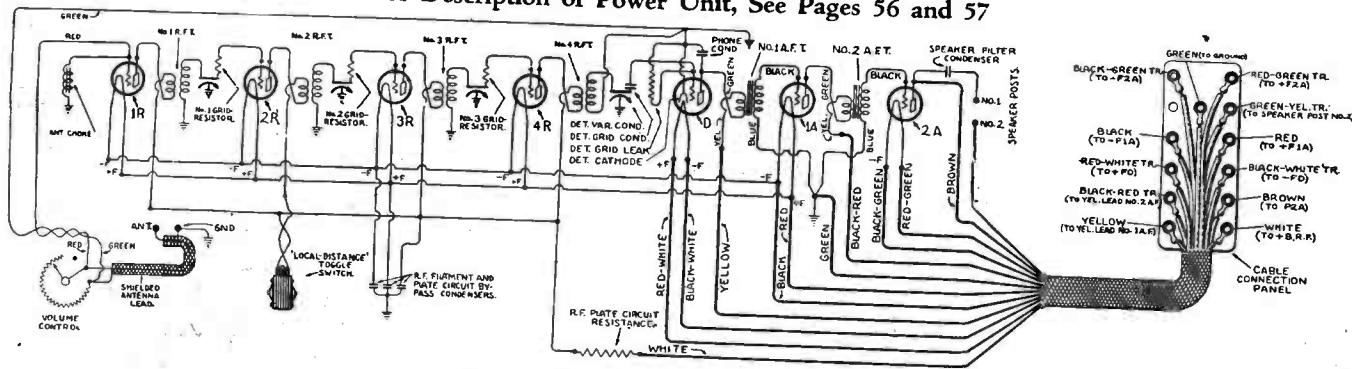 Description of Power Unit, See Pages 56 and 57
GREEN
RED
No.1 R.F.T.
No.2 R.F.T.
No.3 R.F.T.
No.4 R.F.T.
PHONE
COND
No.1 A.F.T.
NO.2 A.F.T.
SPEAKER FILTER
CONDENSER
GREEN
BLACK
YEL.
GREEN
BLACK
BLUE
YEL.
BLUE
ANT. CHOKE
1R
No.1 GRID-
RESISTOR
2R
No.2 GRID-
RESISTOR.
3R
No.3 GRID-
RESISTOR.
4R
DET. VAR. COND.
DET. GRID COND
DET. GRID LEAK
DET. CATHODE
D
1A
2A
NO.1
NO.2
SPEAKER POSTS.
-F
+F
-F
+F
-F
+F
-F
+F
+F
-F
-F
+F
-F
+F
ANT.
GND
RED
GREEN
SHIELDED
ANTENNA
LEAD.
VOLUME
CONTROL
"LOCAL-DISTANCE"
TOGGLE
SWITCH.
R.F. FILAMENT AND
PLATE CIRCUIT BY-
PASS CONDENSERS.
RED-WHITE
BLACK-WHITE
YELLOW
BLACK
RED
GREEN
BLACK-RED
BLACK-GREEN
RED-GREEN
BROWN
R.F. PLATE CIRCUIT
RESISTANCE
WHITE
GREEN (TO GROUND)
BLACK-GREEN TR.
(TO -F2A)
RED-GREEN TR.
(TO +F2A)
GREEN-YEL.TR.
(TO SPEAKER POST NO.2)
BLACK
(TO -F1A)
RED
(TO +F1A)
RED-WHITE TR.
(TO +FD)
BLACK-WHITE TR.
(TO -FD)
BLACK-RED TR.
(TO YEL. LEAD NO.2 A.F.)
BROWN
(TO P2A)
YELLOW
(TO YEL. LEAD NO.1 A.F.)
WHITE
(TO +B.R.F.)
CABLE
CONNECTION
PANEL